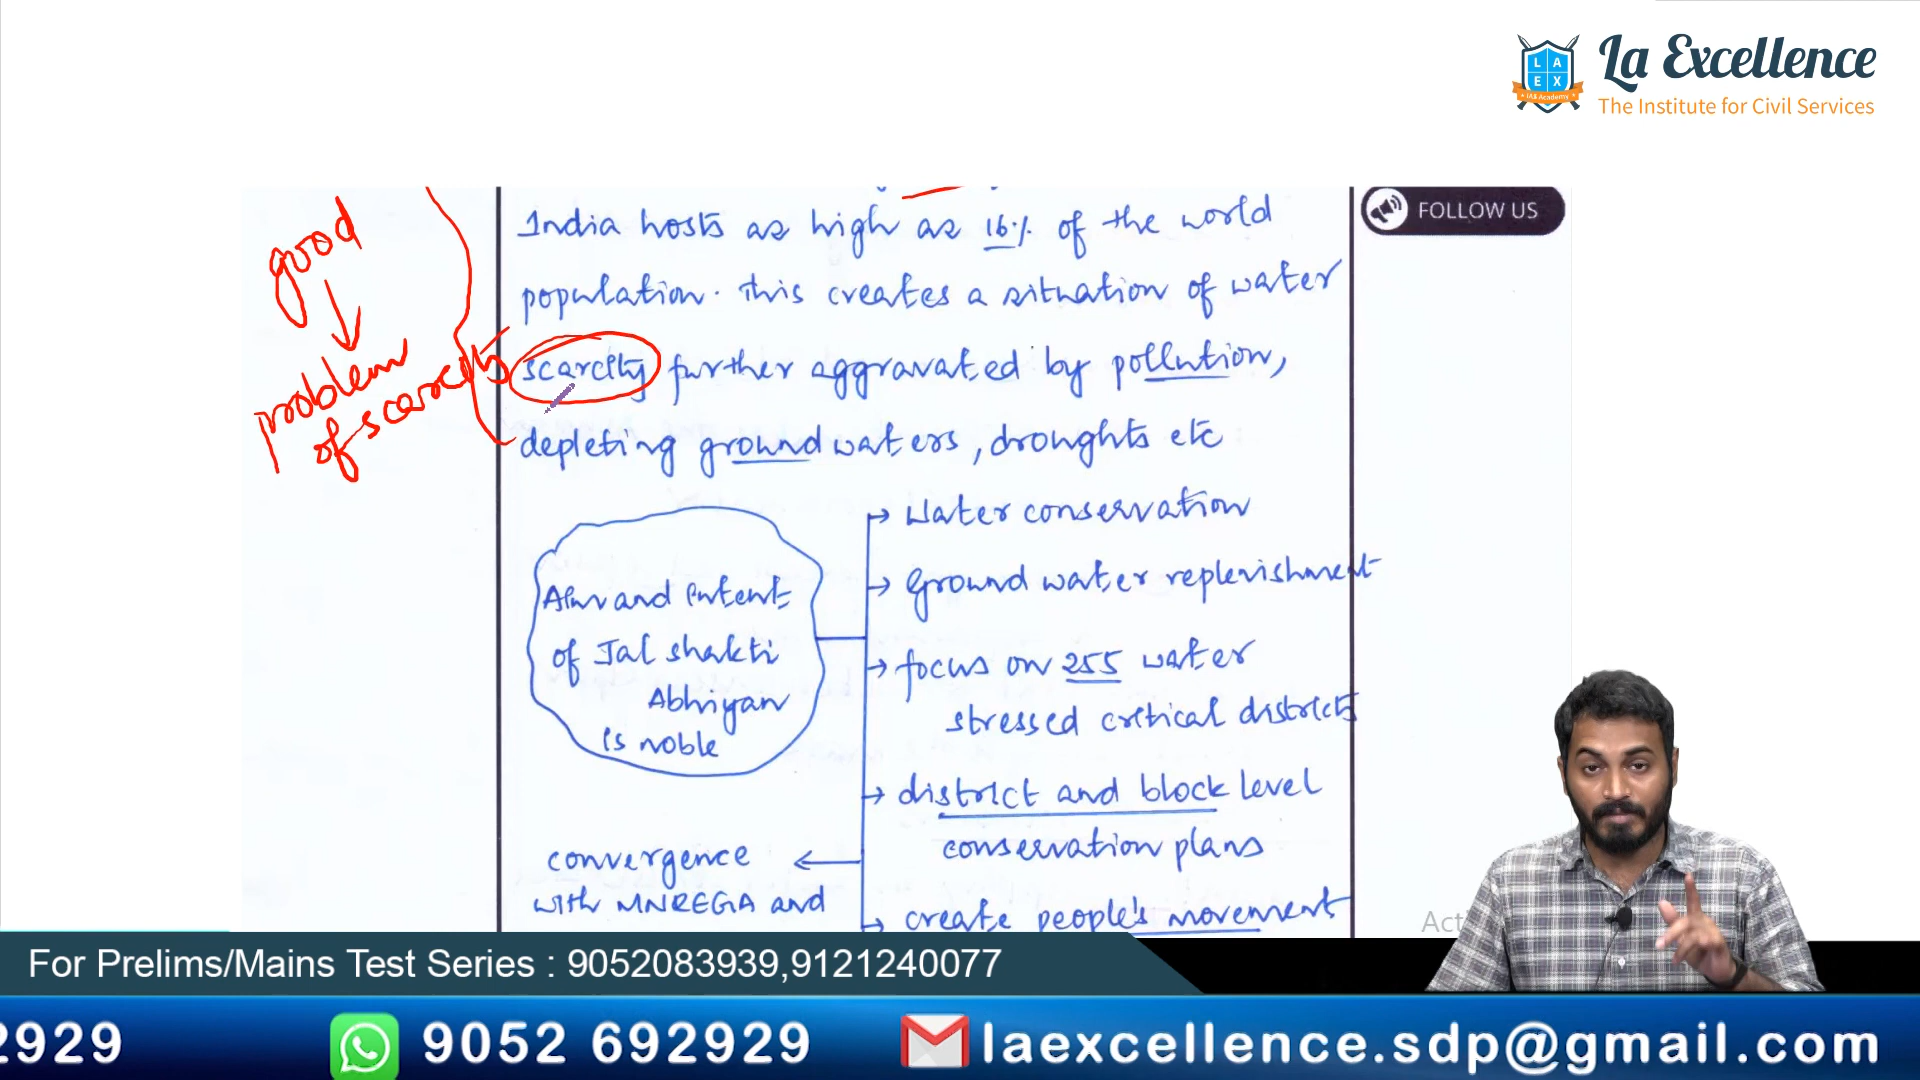 La Excellence
The Institute for Civil Services
L A
E X
IAS Academy
FOLLOW US
good
problem
of scarcity
India hosts as high as 16% of the world
population. This creates a situation of water
scarcity further aggravated by pollution,
depleting ground waters, droughts etc
Aim and Intent
of Jal shakti
Abhiyan
is noble
→ Water conservation
→ Ground water replenishment
→ focus on 255 water
stressed critical districts
→ district and block level
conservation plans
convergence ←
with MNREGA and
→ create people's movement
Act
For Prelims/Mains Test Series : 9052083939,9121240077
2929
9052 692929
laexcellence.sdp@gmail.com